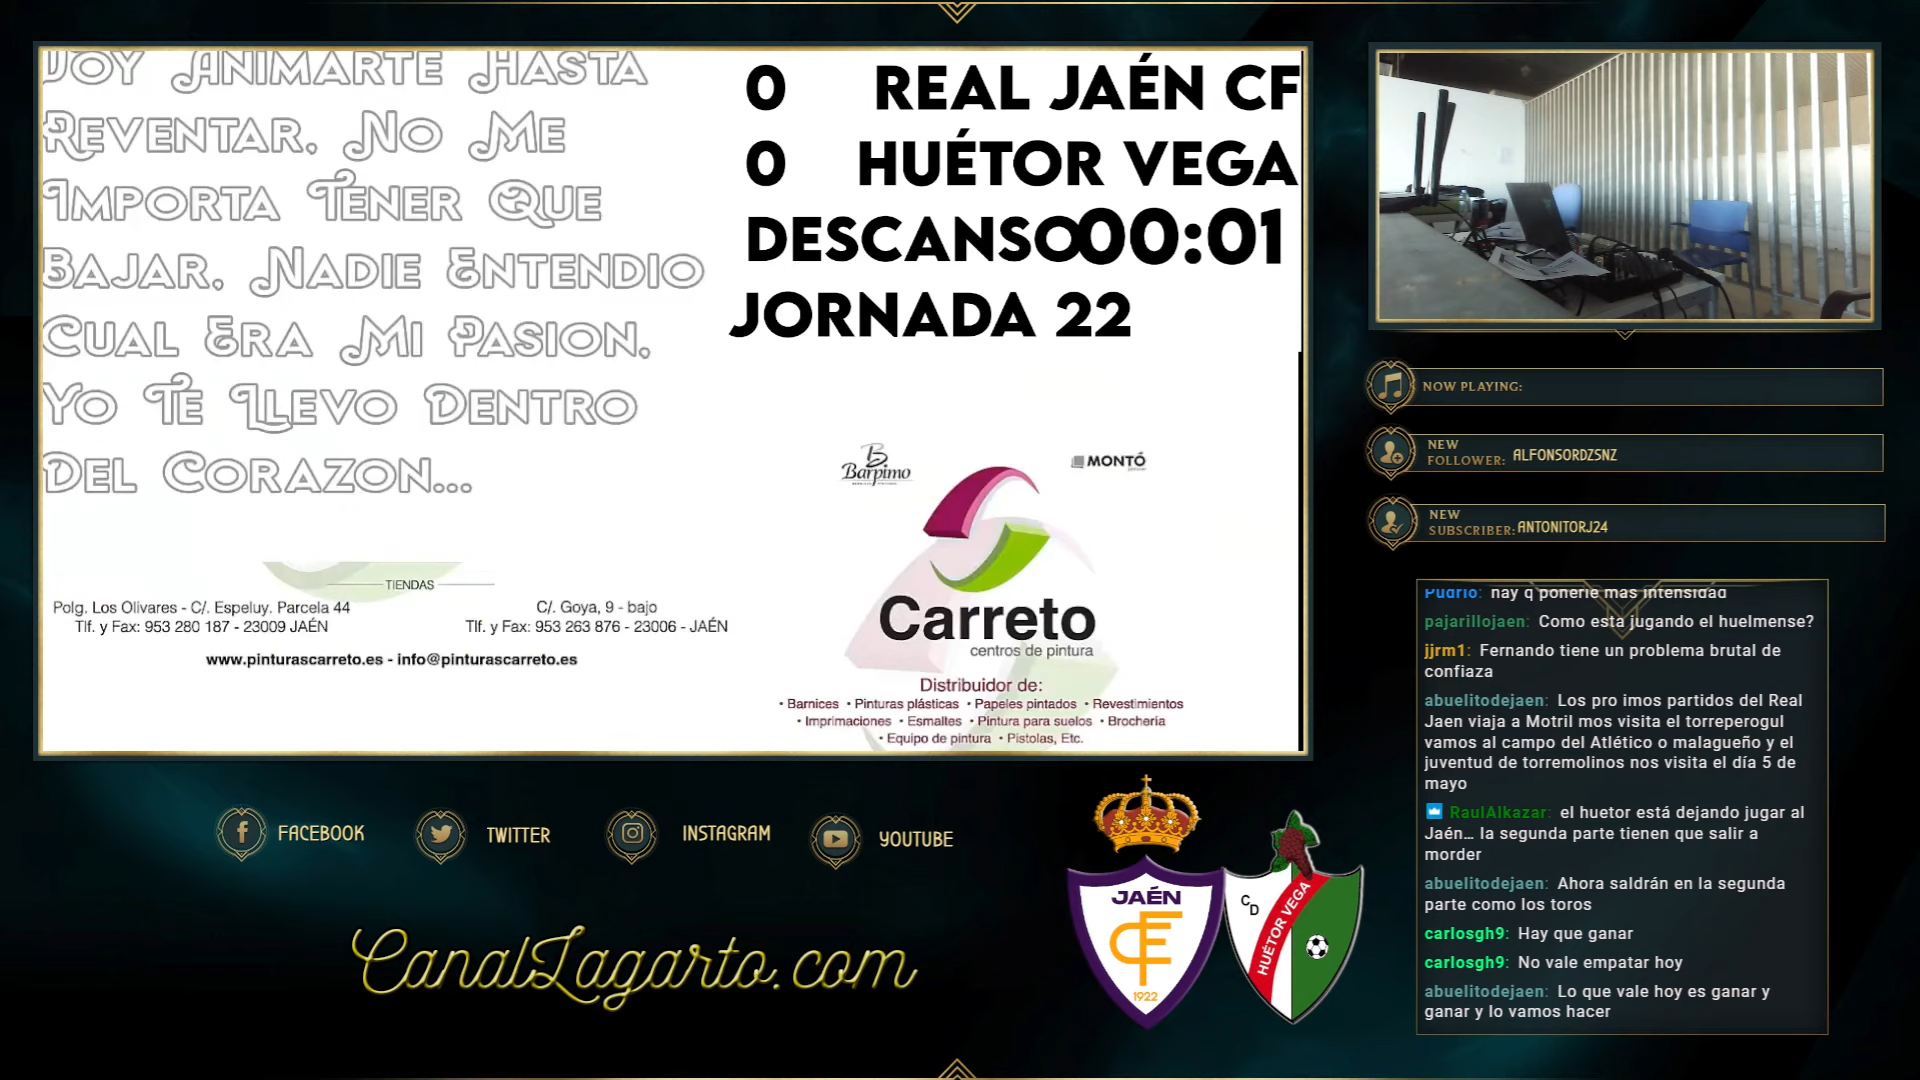 VOY ANIMARTE HASTA
REVENTAR, NO ME
IMPORTA TENER QUE
BAJAR, NADIE ENTENDIO
CUAL ERA MI PASION,
YO TE LLEVO DENTRO
DEL CORAZON...
0 REAL JAÉN CF
0 HUÉTOR VEGA
DESCANSO 00:01
JORNADA 22
TIENDAS
Polg. Los Olivares - C/. Espeluy. Parcela 44
Tlf. y Fax: 953 280 187 - 23009 JAÉN
C/. Goya, 9 - bajo
Tlf. y Fax: 953 263 876 - 23006 - JAÉN
www.pinturascarreto.es - info@pinturascarreto.es
B
Barpimo
MONTÓ
Carreto
centros de pintura
Distribuidor de:
• Barnices • Pinturas plásticas • Papeles pintados • Revestimientos
• Imprimaciones • Esmaltes • Pintura para suelos • Brochería
• Equipo de pintura • Pistolas, Etc.
NOW PLAYING:
NEW
FOLLOWER: ALFONSORDZSNZ
NEW
SUBSCRIBER: ANTONITORJ24
Pudrio: hay q ponerle mas intensidad
pajarillojaen: Como esta jugando el huelmense?
jjrm1: Fernando tiene un problema brutal de
confiaza
abuelitodejaen: Los pro imos partidos del Real
Jaen viaja a Motril mos visita el torreperogul
vamos al campo del Atlético o malagueño y el
juventud de torremolinos nos visita el día 5 de
mayo
RaulAlkazar: el huetor está dejando jugar al
Jaén... la segunda parte tienen que salir a
morder
abuelitodejaen: Ahora saldrán en la segunda
parte como los toros
carlosgh9: Hay que ganar
carlosgh9: No vale empatar hoy
abuelitodejaen: Lo que vale hoy es ganar y
ganar y lo vamos hacer
FACEBOOK
TWITTER
INSTAGRAM
YOUTUBE
CanalLagarto.com
JAÉN
CF
1922
CD
HUÉTOR VEGA